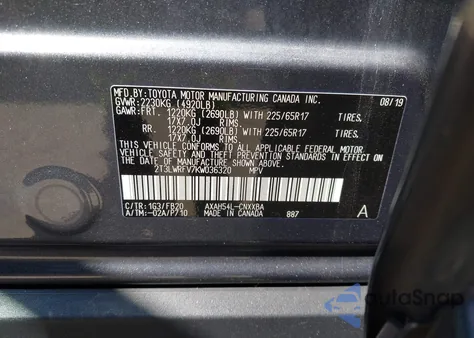 MFD.BY:TOYOTA MOTOR MANUFACTURING CANADA INC. 08/19
GVWR:2230KG (4920LB)
GAWR:FRT. 1220KG (2690LB) WITH 225/65R17 TIRES.
17X7.0J RIMS
RR. 1220KG (2690LB) WITH 225/65R17 TIRES.
17X7.0J RIMS
THIS VEHICLE CONFORMS TO ALL APPLICABLE FEDERAL MOTOR
VEHICLE SAFETY AND THEFT PREVENTION STANDARDS IN EFFECT
ON THE DATE OF MANUFACTURE SHOWN ABOVE.
2T3LWRFV7KW036320 MPV
C/TR:1G3/FB20 AXAH54L-CNXXBA
A/TM:-02A/P710 MADE IN CANADA 887 A
AutoSnap